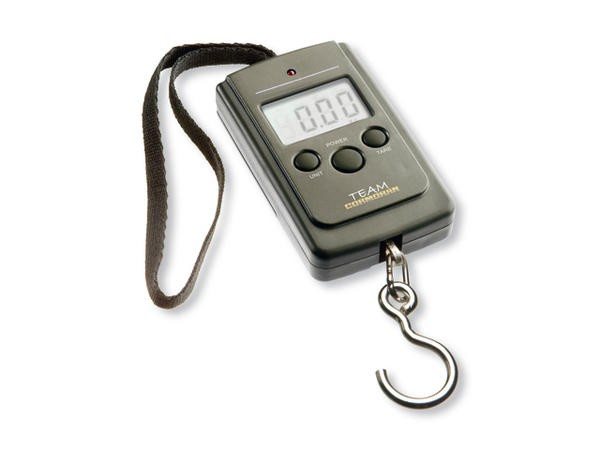 0.00
POWER
UNIT
TARE
TEAM
CORMORAN